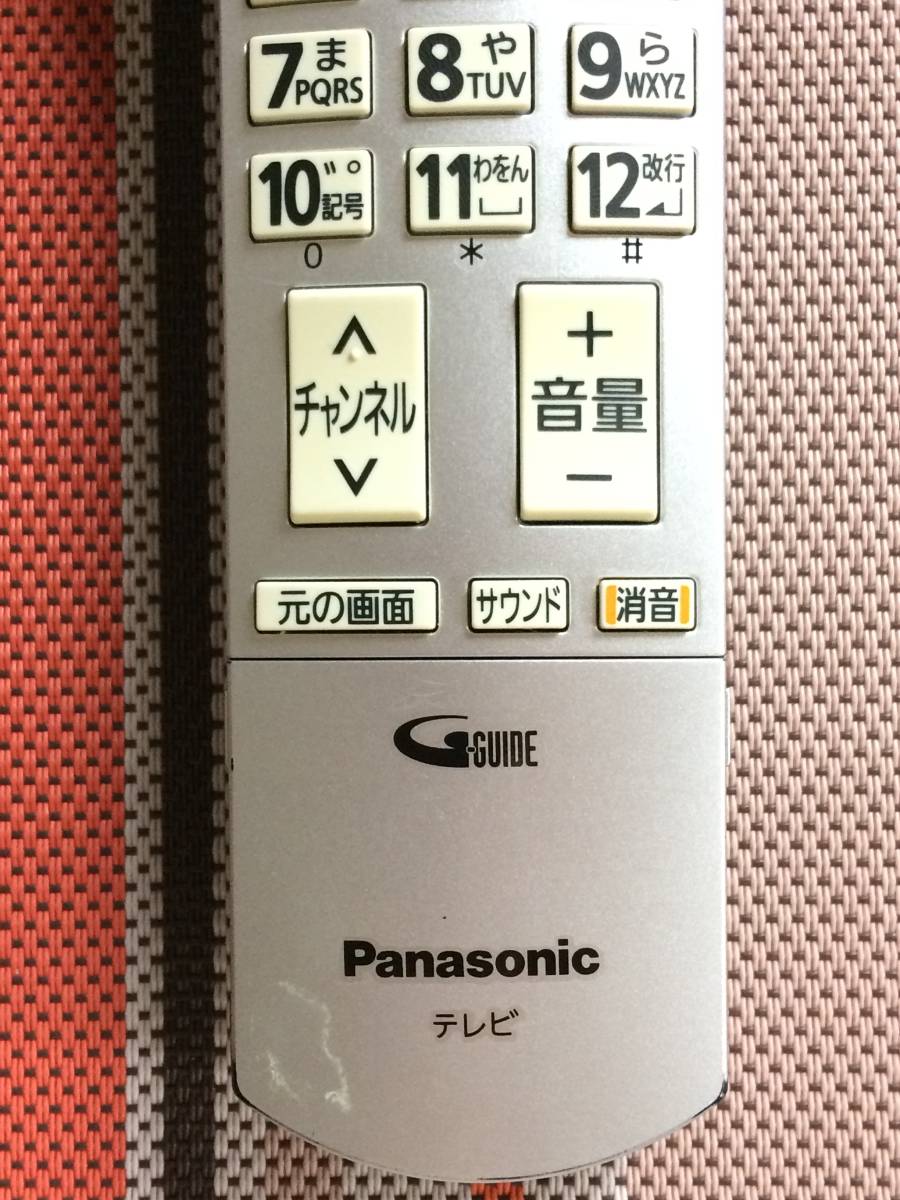 7 ま PQRS
8 や TUV
9 ら WXYZ
10 ゛゜ 記号
11 わをん ␣
12 改行
0
*
#
∧
チャンネル
∨
+
音量
−
元の画面
サウンド
消音
G-GUIDE
Panasonic
テレビ